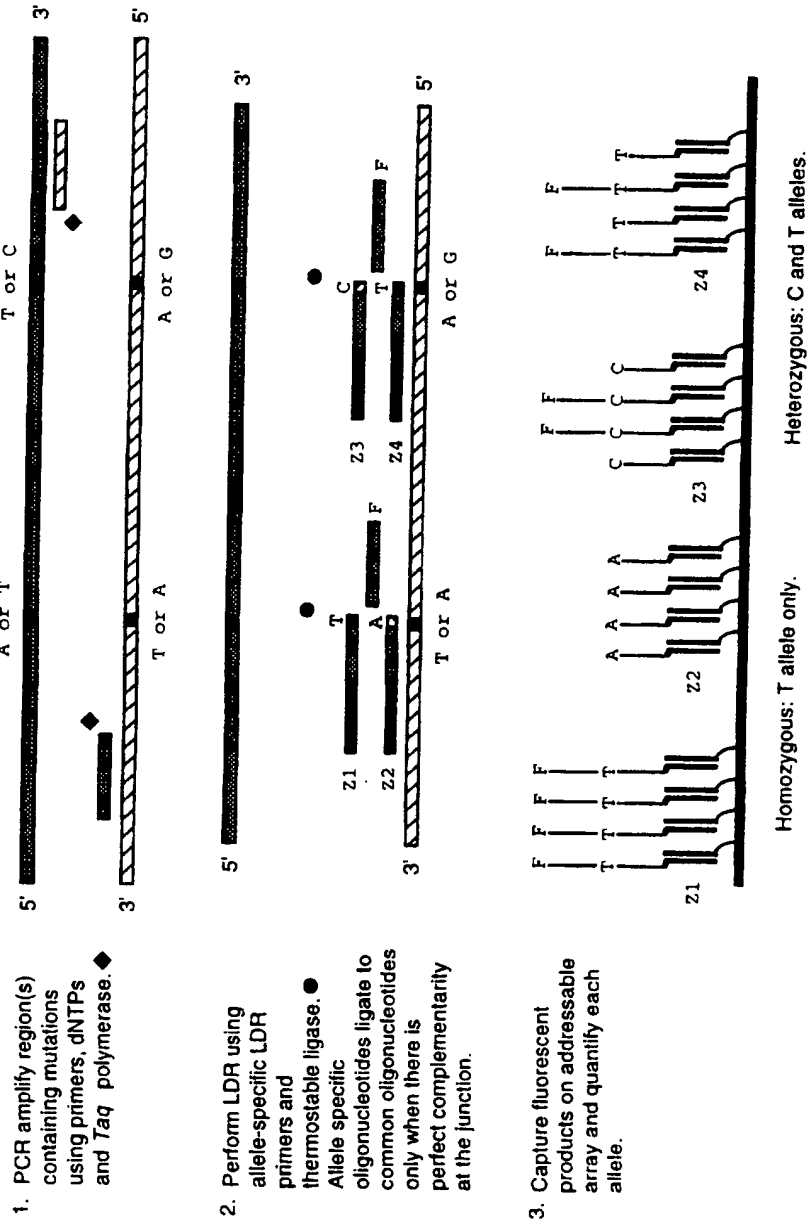 1. PCR amplify region(s)
containing mutations
using primers, dNTPs
and Taq polymerase. ◆
A or T
T or C
5' 3'
3' 5'
T or A
A or G
2. Perform LDR using
allele-specific LDR
primers and
thermostable ligase. ●
Allele specific
oligonucleotides ligate to
common oligonucleotides
only when there is
perfect complementarity
at the junction.
5' 3'
Z1 T
Z2 A F
Z3 C
Z4 T F
3' 5'
T or A
A or G
3. Capture fluorescent
products on addressable
array and quantify each
allele.
F F F F
T T T T
Z1
A A A A
Z2
F F
C C C C
Z3
F F
T T T T
Z4
Homozygous: T allele only.
Heterozygous: C and T alleles.